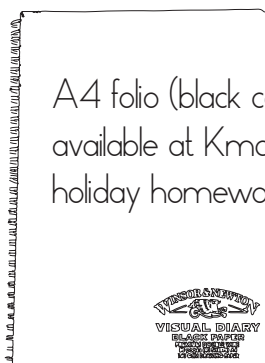 A4 folio (black c
available at Kma
holiday homewo
WINSOR & NEWTON
VISUAL DIARY
BLACK PAPER